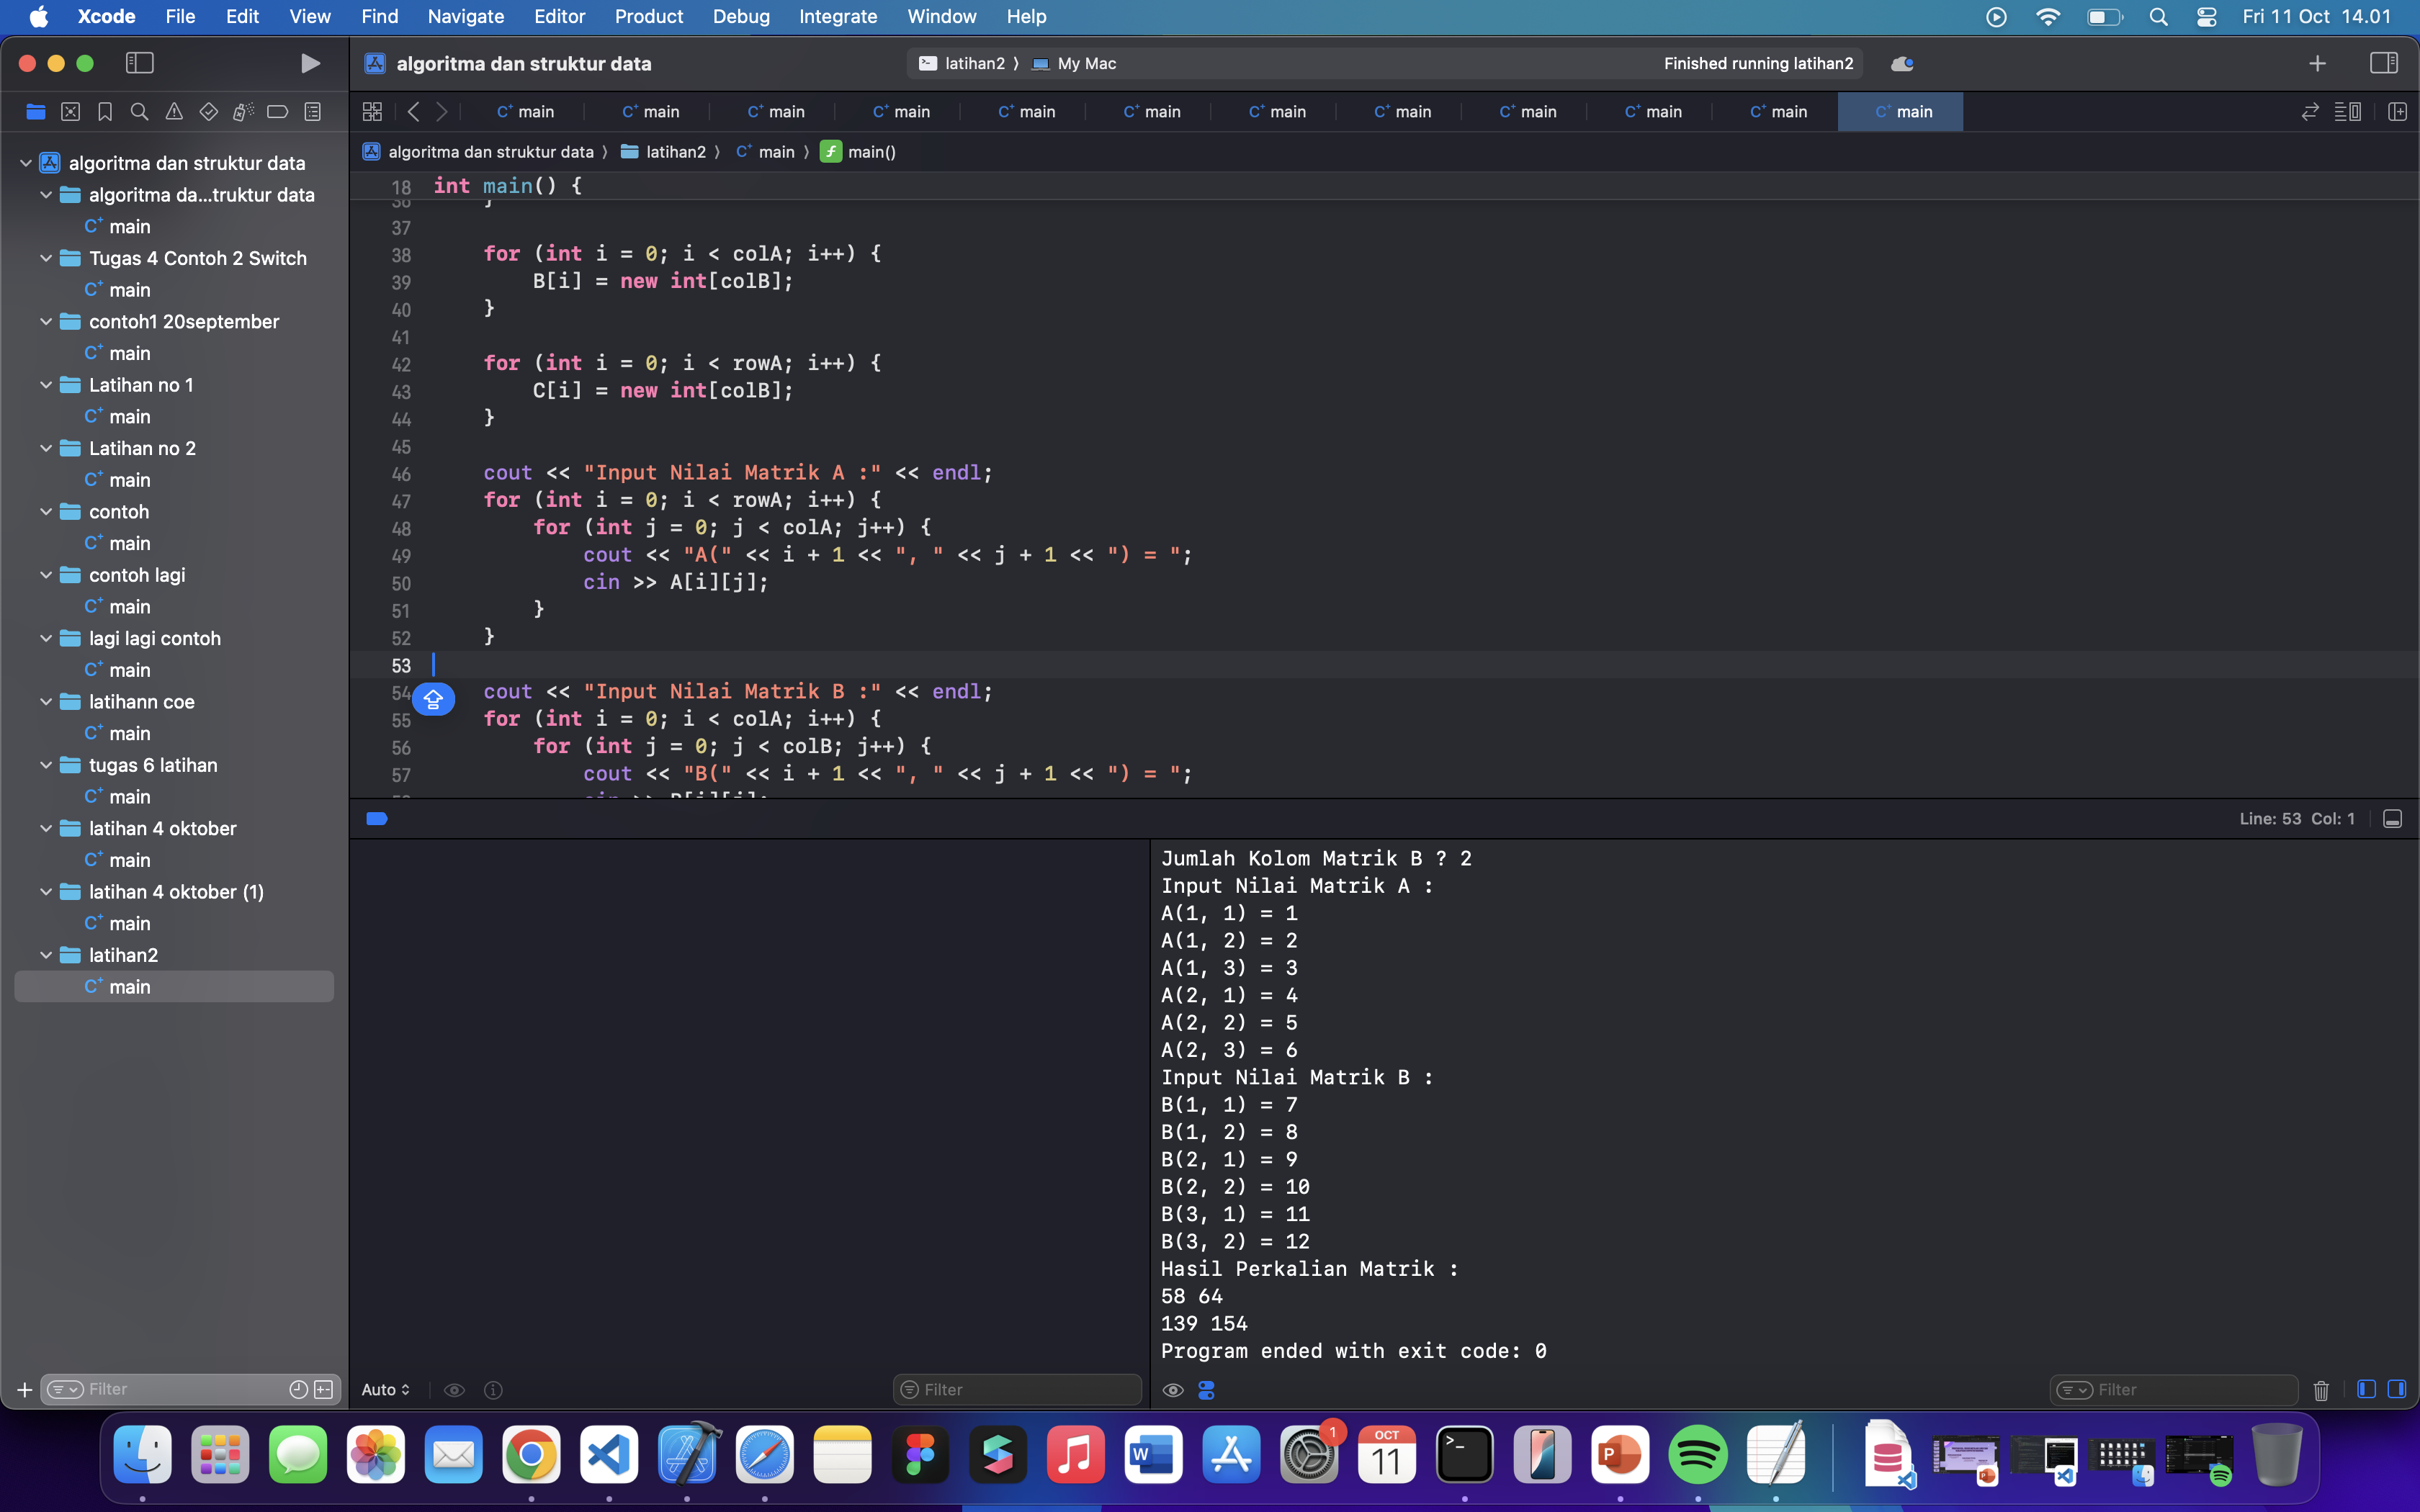 Xcode File Edit View Find Navigate Editor Product Debug Integrate Window Help Fri 11 Oct 14.01
algoritma dan struktur data latihan2 ⟩ My Mac Finished running latihan2
main main main main main main main main main main main main
algoritma dan struktur data ⟩ latihan2 ⟩ main ⟩ main()
algoritma dan struktur data
algoritma da...truktur data
main
Tugas 4 Contoh 2 Switch
main
contoh1 20september
main
Latihan no 1
main
Latihan no 2
main
contoh
main
contoh lagi
main
lagi lagi contoh
main
latihann coe
main
tugas 6 latihan
main
latihan 4 oktober
main
latihan 4 oktober (1)
main
latihan2
main
Filter
18 int main() {
36 }
37
38 for (int i = 0; i < colA; i++) {
39 B[i] = new int[colB];
40 }
41
42 for (int i = 0; i < rowA; i++) {
43 C[i] = new int[colB];
44 }
45
46 cout << "Input Nilai Matrik A :" << endl;
47 for (int i = 0; i < rowA; i++) {
48 for (int j = 0; j < colA; j++) {
49 cout << "A(" << i + 1 << ", " << j + 1 << ") = ";
50 cin >> A[i][j];
51 }
52 }
53
54 cout << "Input Nilai Matrik B :" << endl;
55 for (int i = 0; i < colA; i++) {
56 for (int j = 0; j < colB; j++) {
57 cout << "B(" << i + 1 << ", " << j + 1 << ") = ";
Line: 53 Col: 1
Jumlah Kolom Matrik B ? 2
Input Nilai Matrik A :
A(1, 1) = 1
A(1, 2) = 2
A(1, 3) = 3
A(2, 1) = 4
A(2, 2) = 5
A(2, 3) = 6
Input Nilai Matrik B :
B(1, 1) = 7
B(1, 2) = 8
B(2, 1) = 9
B(2, 2) = 10
B(3, 1) = 11
B(3, 2) = 12
Hasil Perkalian Matrik :
58 64
139 154
Program ended with exit code: 0
Auto Filter Filter
1
OCT
11